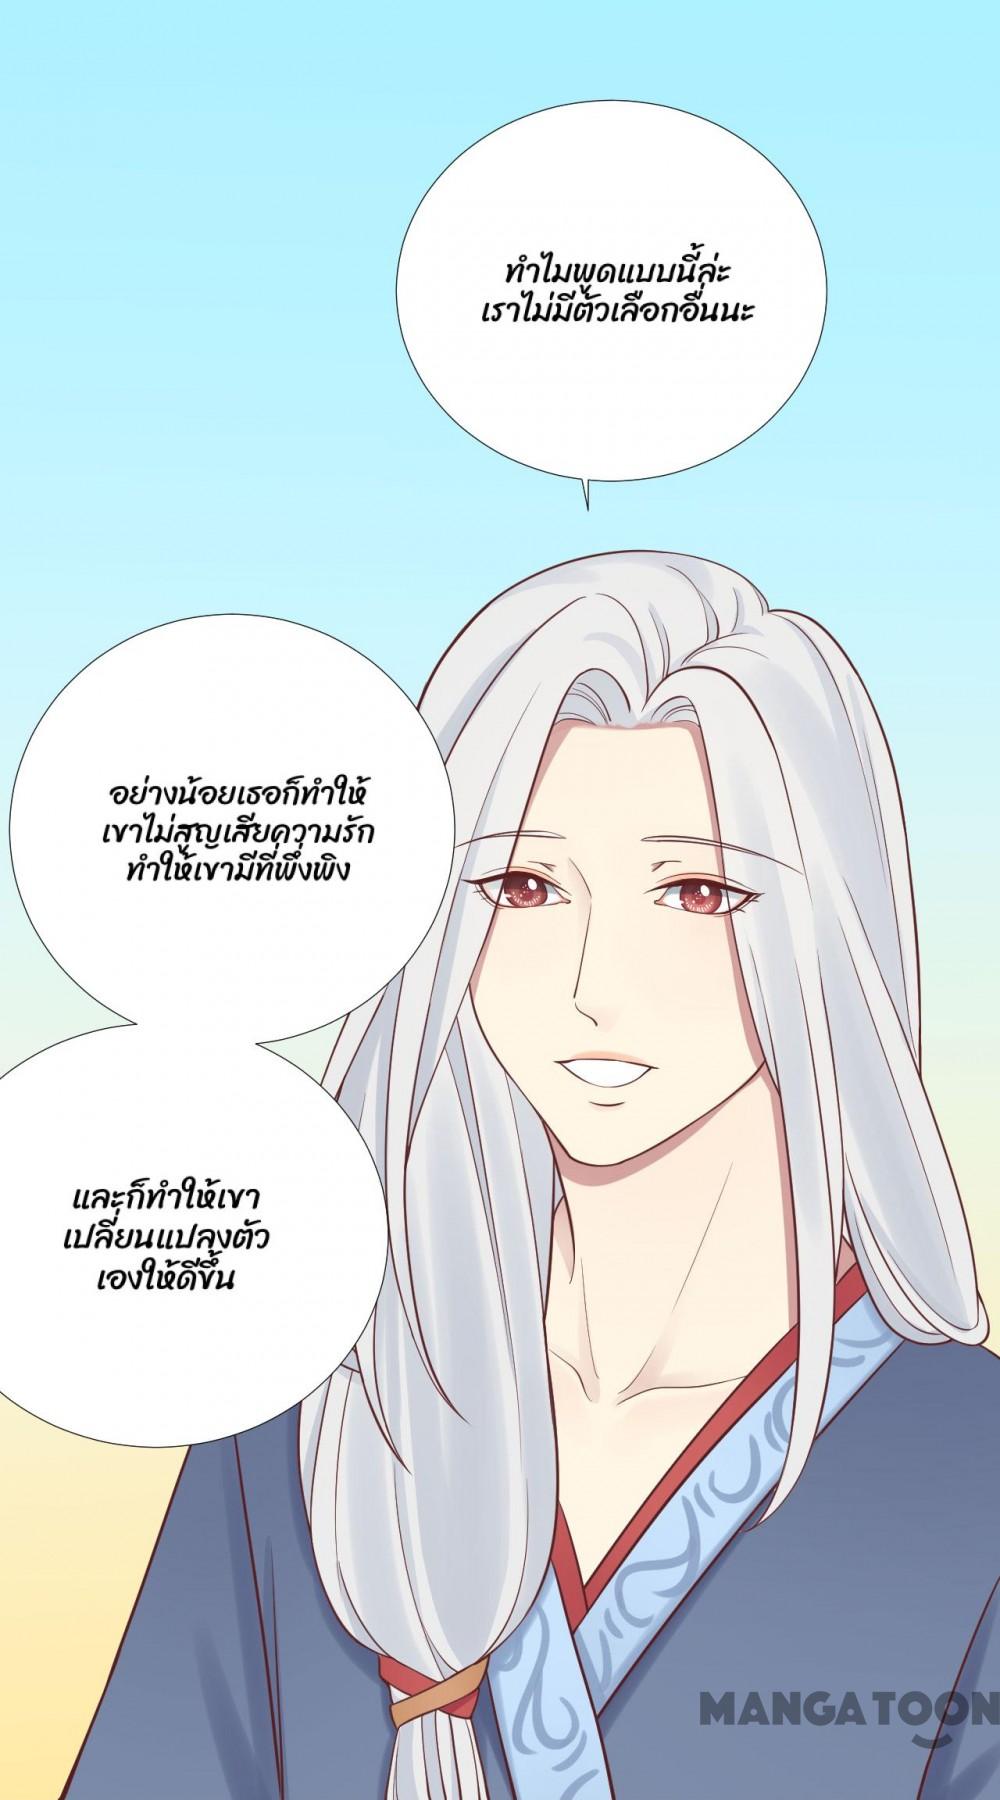 ทำไมพูดแบบนี้ล่ะ
เราไม่มีตัวเลือกอื่นนะ
อย่างน้อยเธอก็ทำให้
เขาไม่สูญเสียความรัก
ทำให้เขามีที่พึ่งพิง
และก็ทำให้เขา
เปลี่ยนแปลงตัว
เองให้ดีขึ้น
MANGATOON